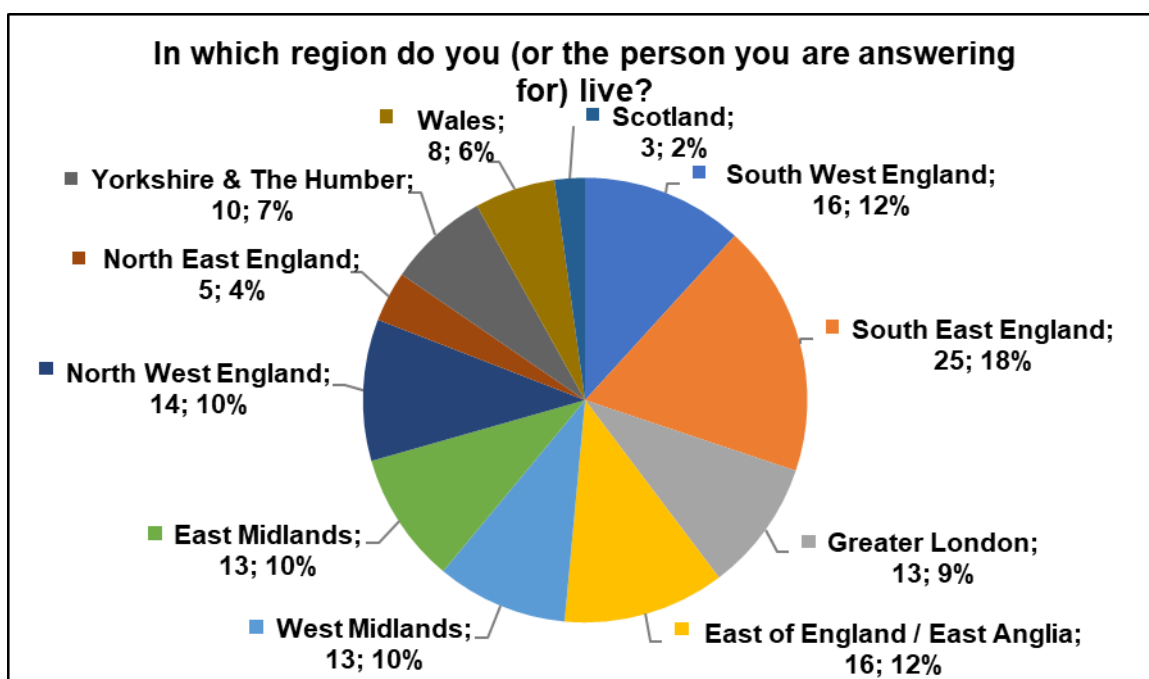 In which region do you (or the person you are answering
for) live?
Scotland;
3; 2%
South West England;
16; 12%
South East England;
25; 18%
Greater London;
13; 9%
East of England / East Anglia;
16; 12%
West Midlands;
13; 10%
East Midlands;
13; 10%
North West England;
14; 10%
North East England;
5; 4%
Yorkshire & The Humber;
10; 7%
Wales;
8; 6%